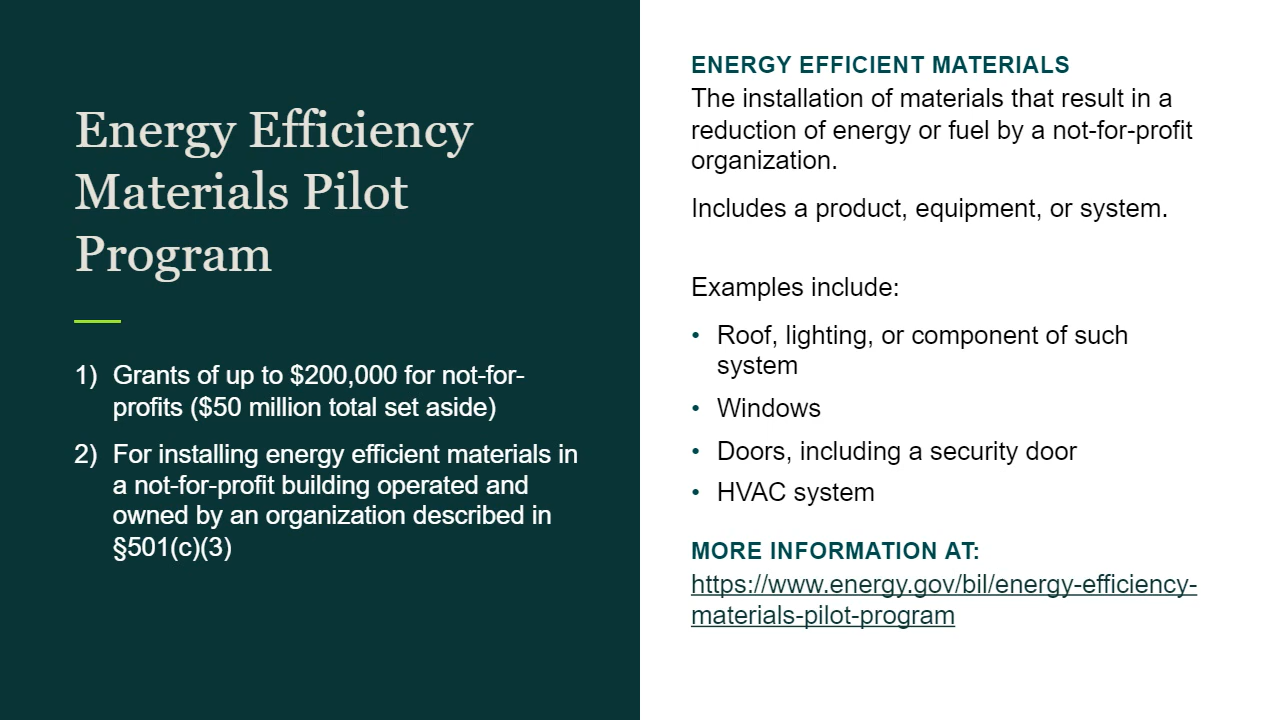 Energy Efficiency
Materials Pilot
Program
1) Grants of up to $200,000 for not-for-
profits ($50 million total set aside)
2) For installing energy efficient materials in
a not-for-profit building operated and
owned by an organization described in
§501(c)(3)
ENERGY EFFICIENT MATERIALS
The installation of materials that result in a
reduction of energy or fuel by a not-for-profit
organization.
Includes a product, equipment, or system.
Examples include:
• Roof, lighting, or component of such
system
• Windows
• Doors, including a security door
• HVAC system
MORE INFORMATION AT:
https://www.energy.gov/bil/energy-efficiency-
materials-pilot-program